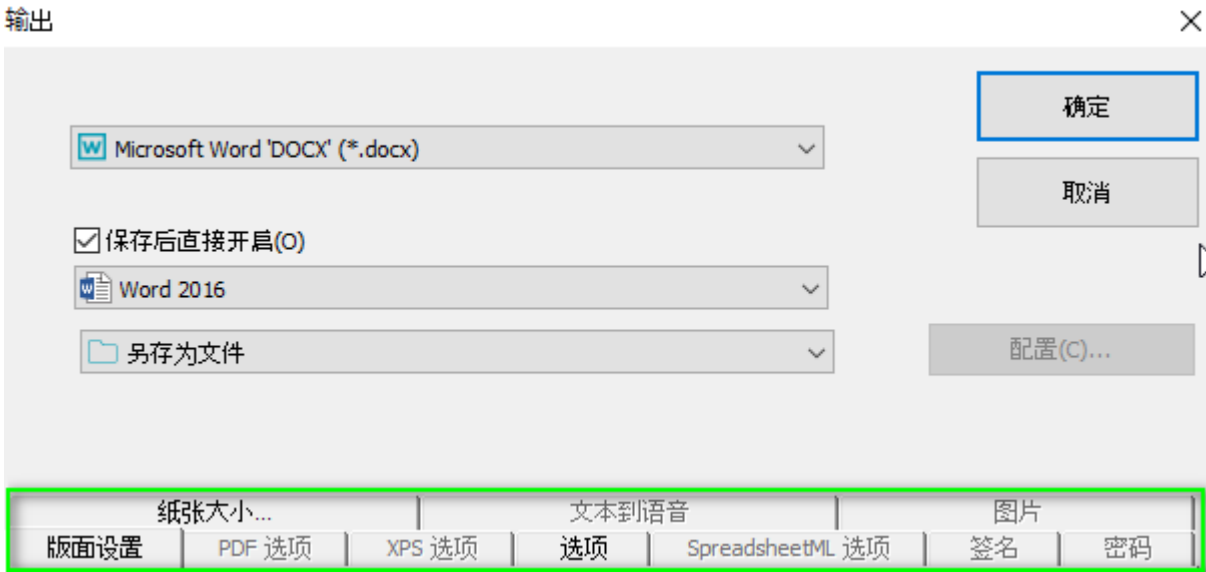 输出
确定
Microsoft Word 'DOCX' (*.docx)
取消
保存后直接开启(O)
Word 2016
另存为文件
配置(C)...
纸张大小... 文本到语音 图片
版面设置 PDF 选项 XPS 选项 选项 SpreadsheetML 选项 签名 密码